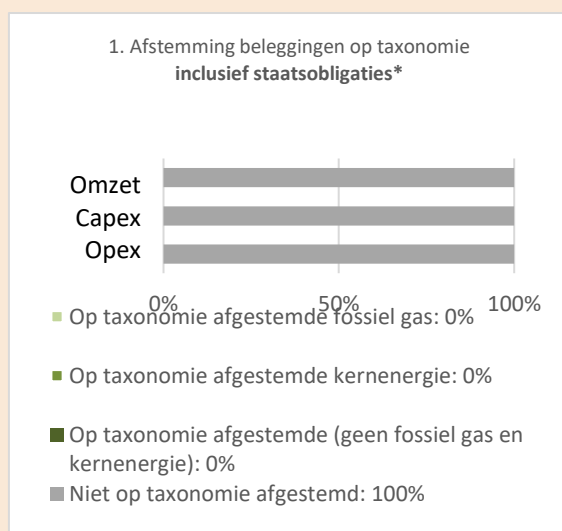 1. Afstemming beleggingen op taxonomie
inclusief staatsobligaties*
Omzet
Capex
Opex
0% 50% 100%
Op taxonomie afgestemde fossiel gas: 0%
Op taxonomie afgestemde kernenergie: 0%
Op taxonomie afgestemde (geen fossiel gas en
kernenergie): 0%
Niet op taxonomie afgestemd: 100%